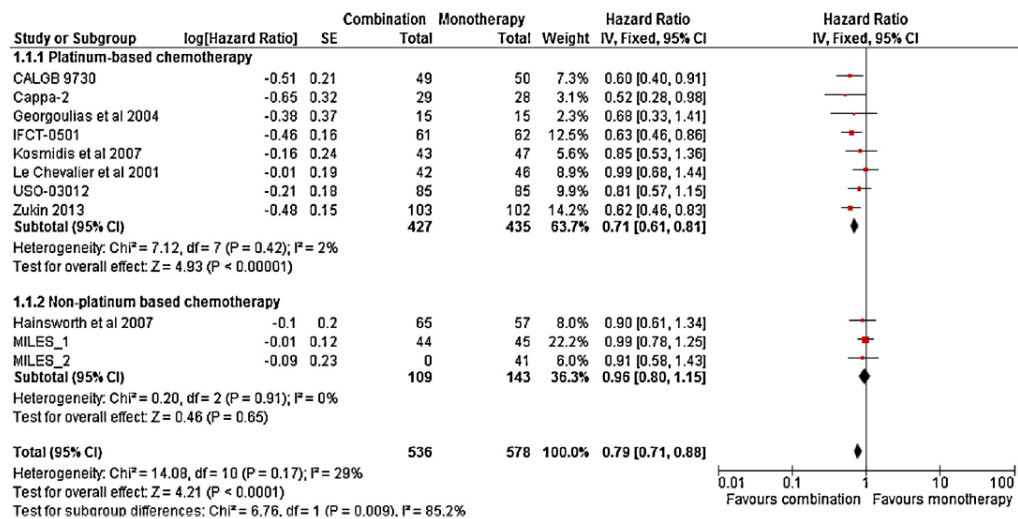 Combination Monotherapy Hazard Ratio Hazard Ratio
Study or Subgroup log[Hazard Ratio] SE Total Total Weight IV, Fixed, 95% CI IV, Fixed, 95% CI
1.1.1 Platinum-based chemotherapy
CALGB 9730 -0.51 0.21 49 50 7.3% 0.60 [0.40, 0.91]
Cappa-2 -0.65 0.32 29 28 3.1% 0.52 [0.28, 0.98]
Georgoulias et al 2004 -0.38 0.37 15 15 2.3% 0.68 [0.33, 1.41]
IFCT-0501 -0.46 0.16 61 62 12.5% 0.63 [0.46, 0.86]
Kosmidis et al 2007 -0.16 0.24 43 47 5.6% 0.85 [0.53, 1.36]
Le Chevalier et al 2001 -0.01 0.19 42 46 8.9% 0.99 [0.68, 1.44]
USO-03012 -0.21 0.18 85 85 9.9% 0.81 [0.57, 1.15]
Zukin 2013 -0.48 0.15 103 102 14.2% 0.62 [0.46, 0.83]
Subtotal (95% CI) 427 435 63.7% 0.71 [0.61, 0.81]
Heterogeneity: Chi² = 7.12, df = 7 (P = 0.42); I² = 2%
Test for overall effect: Z = 4.93 (P < 0.00001)
1.1.2 Non-platinum based chemotherapy
Hainsworth et al 2007 -0.1 0.2 65 57 8.0% 0.90 [0.61, 1.34]
MILES_1 -0.01 0.12 44 45 22.2% 0.99 [0.78, 1.25]
MILES_2 -0.09 0.23 0 41 6.0% 0.91 [0.58, 1.43]
Subtotal (95% CI) 109 143 36.3% 0.96 [0.80, 1.15]
Heterogeneity: Chi² = 0.20, df = 2 (P = 0.91); I² = 0%
Test for overall effect: Z = 0.46 (P = 0.65)
Total (95% CI) 536 578 100.0% 0.79 [0.71, 0.88]
Heterogeneity: Chi² = 14.08, df = 10 (P = 0.17); I² = 29%
Test for overall effect: Z = 4.21 (P < 0.0001)
Test for subgroup differences: Chi² = 6.76, df = 1 (P = 0.009), I² = 85.2%
0.01 0.1 1 10 100
Favours combination Favours monotherapy